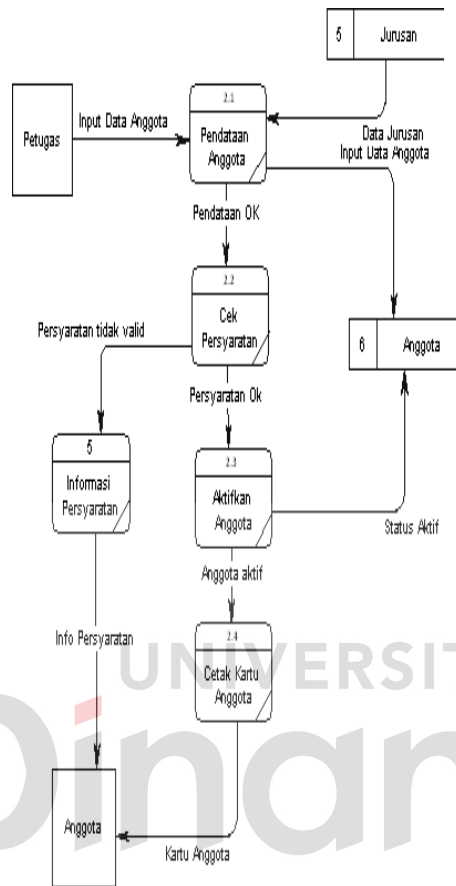 5 Jurusan
2.1
Petugas
Input Data Anggota
Pendataan
Anggota
Data Jurusan
Input Data Anggota
Pendataan OK
2.2
Cek
Persyaratan
Persyaratan tidak valid
6 Anggota
Persyaratan Ok
5
Informasi
Persyaratan
2.3
Aktifkan
Anggota
Status Aktif
Anggota aktif
Info Persyaratan
2.4
Cetak Kartu
Anggota
UNIVERSIT
Dinam
Anggota
Kartu Anggota